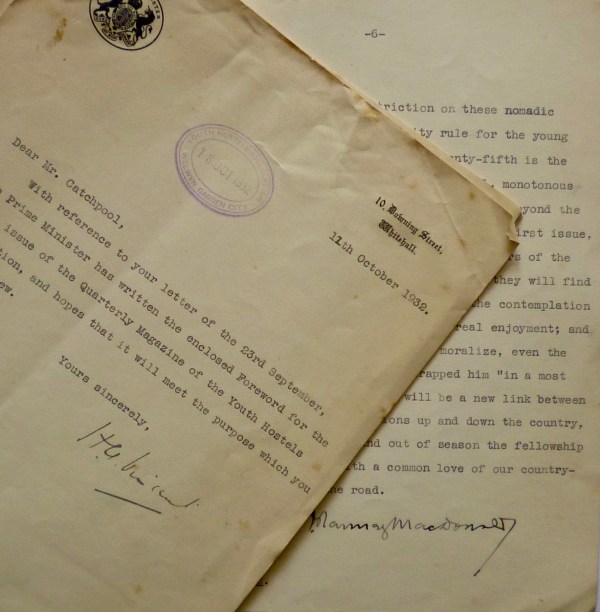 10, Downing Street,
Whitehall.
11th October 1932.
Dear Mr. Catchpool,
With reference to your letter of the 23rd September,
Prime Minister has written the enclosed Foreword for the
issue of the Quarterly Magazine of the Youth Hostels
tion, and hopes that it will meet the purpose which you
ew.
Yours sincerely,
-6-
triction on these nomadic
ity rule for the young
nty-fifth is the
monotonous
eyond the
irst issue,
rs of the
they will find
the contemplation
real enjoyment; and
moralize, even the
rapped him "in a most
will be a new link between
ions up and down the country,
nd out of season the fellowship
th a common love of our country-
he road.
Ramsay MacDonald